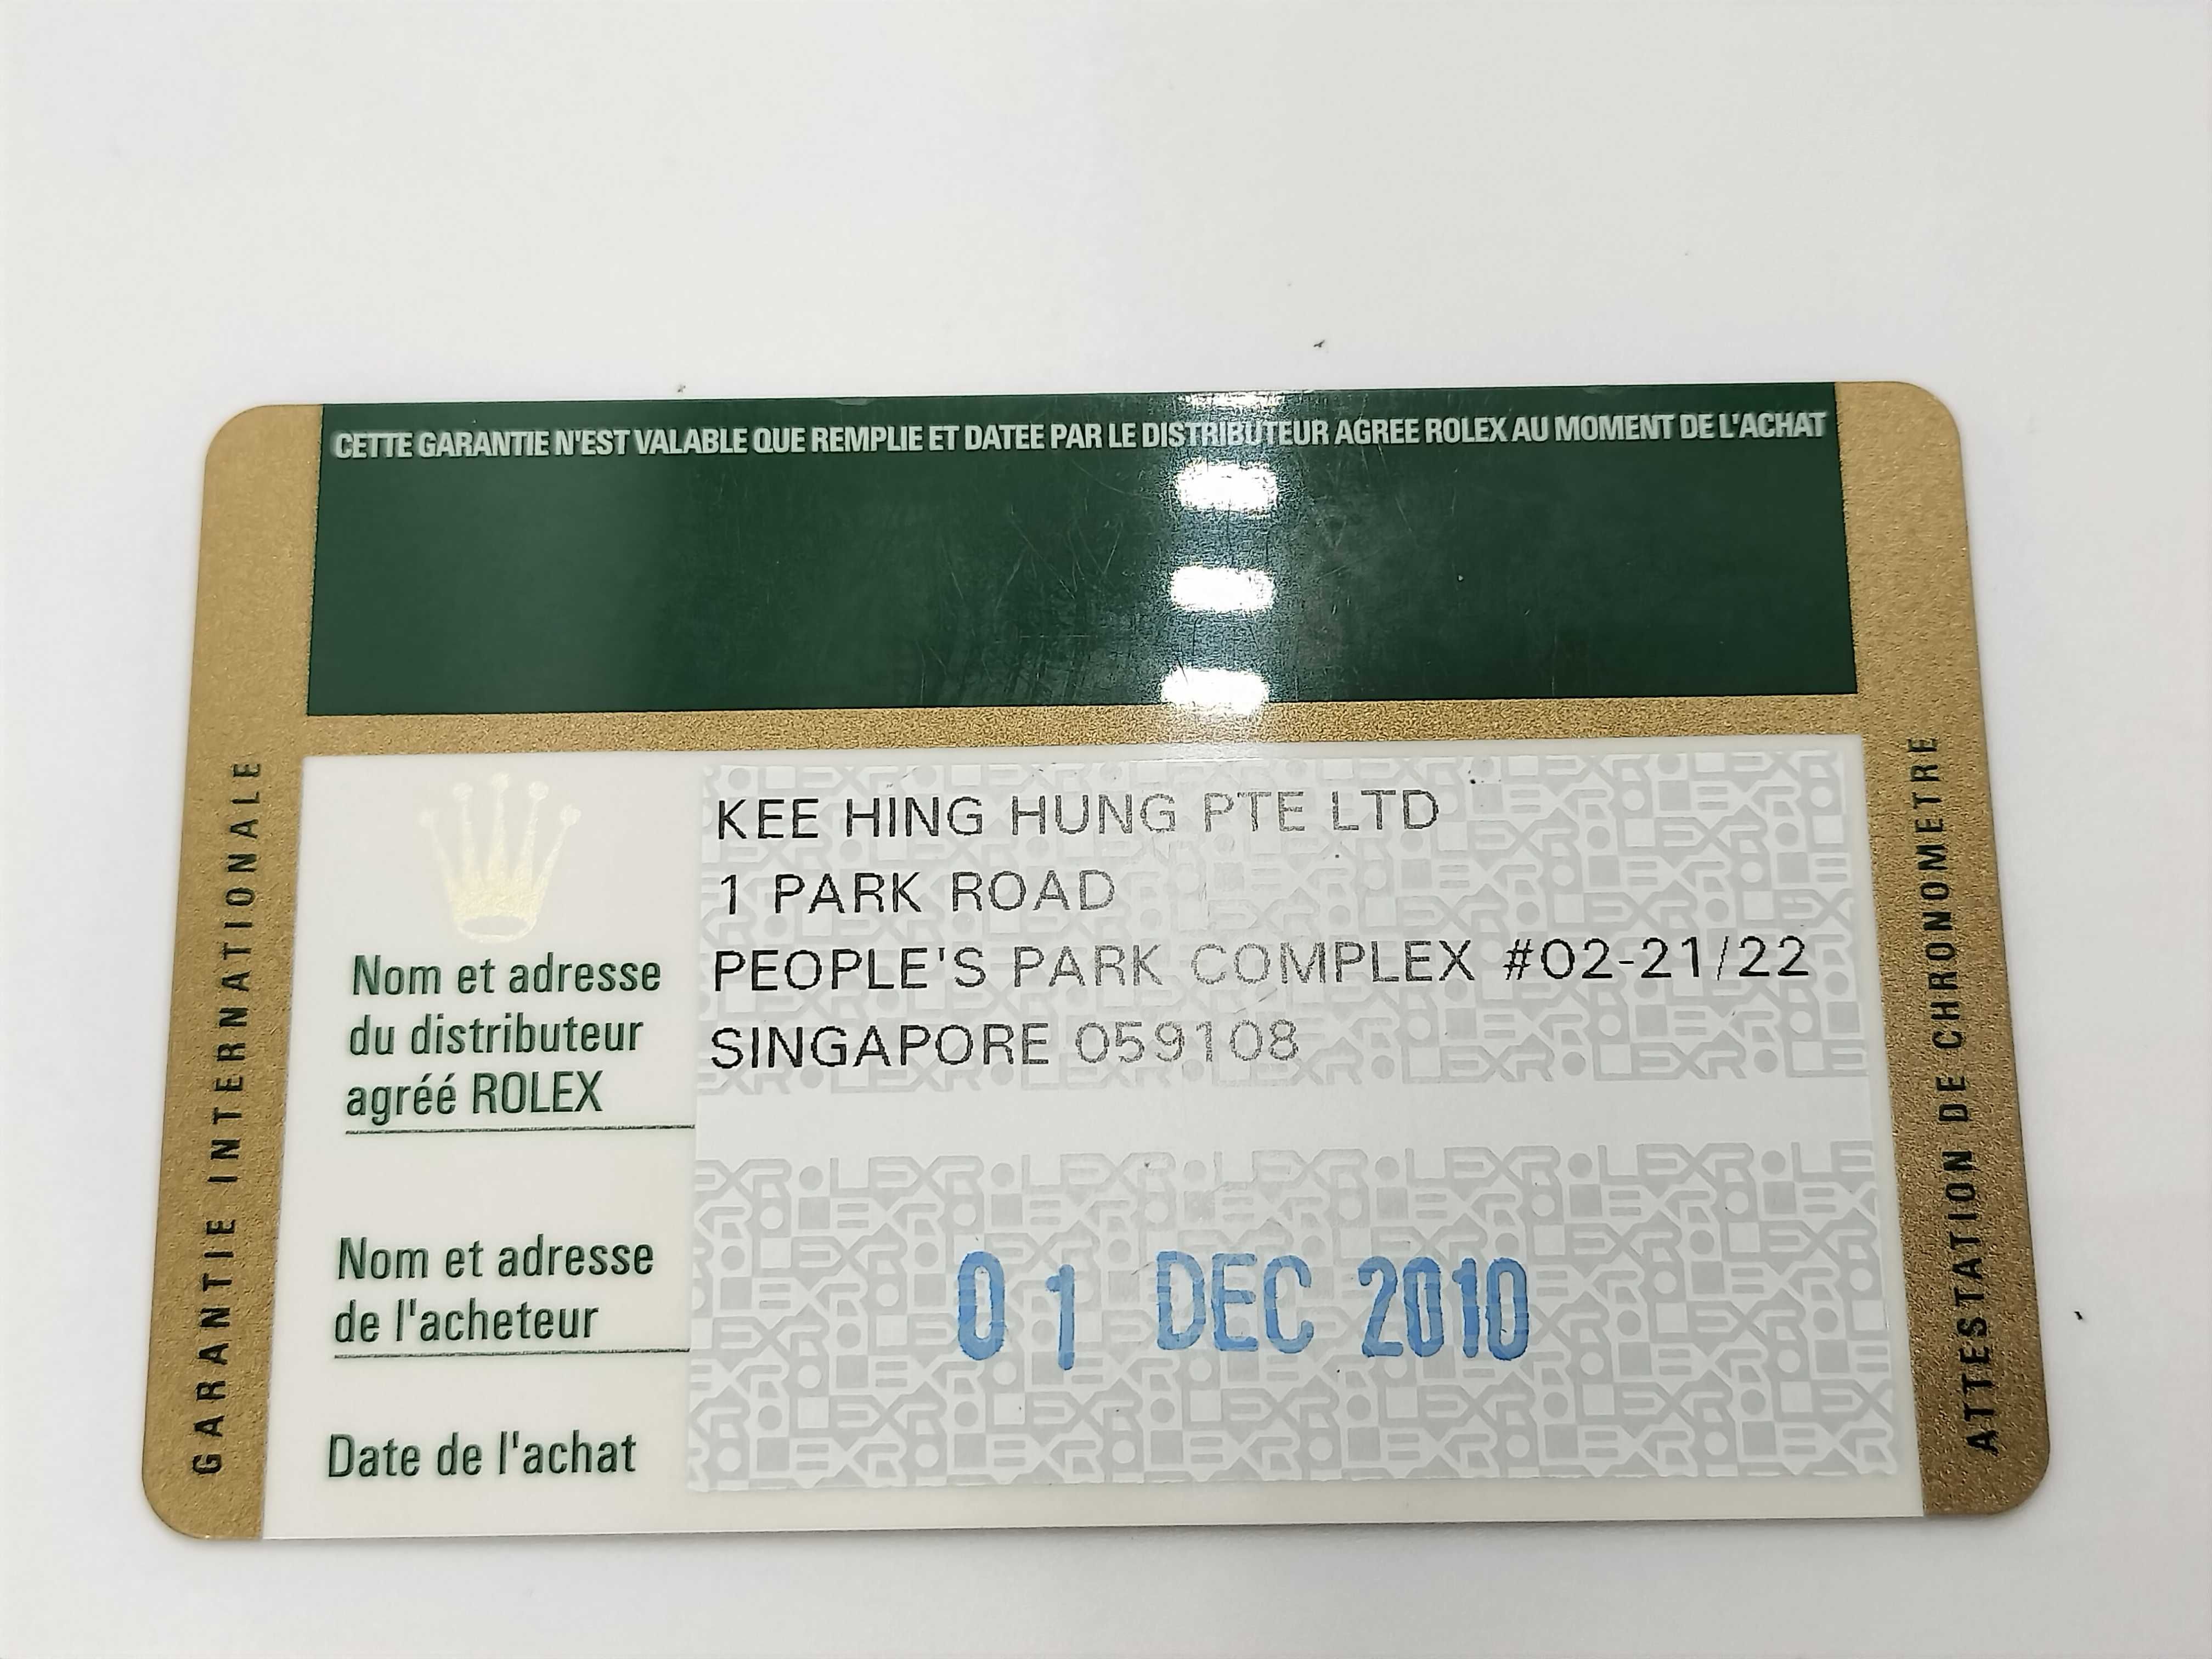 CETTE GARANTIE N'EST VALABLE QUE REMPLIE ET DATEE PAR LE DISTRIBUTEUR AGREE ROLEX AU MOMENT DE L'ACHAT
GARANTIE INTERNATIONALE
KEE HING HUNG PTE LTD
1 PARK ROAD
PEOPLE'S PARK COMPLEX #02-21/22
SINGAPORE 059108
Nom et adresse
du distributeur
agréé ROLEX
Nom et adresse
de l'acheteur
01 DEC 2010
Date de l'achat
ATTESTATION DE CHRONOMETRE